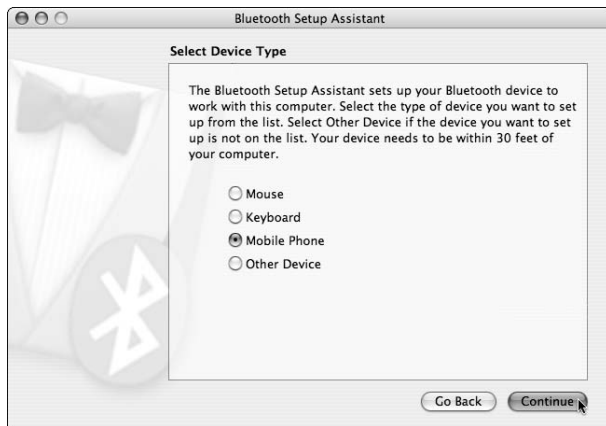 Bluetooth Setup Assistant
Select Device Type
The Bluetooth Setup Assistant sets up your Bluetooth device to
work with this computer. Select the type of device you want to set
up from the list. Select Other Device if the device you want to set
up is not on the list. Your device needs to be within 30 feet of
your computer.
Mouse
Keyboard
Mobile Phone
Other Device
Go Back
Continue